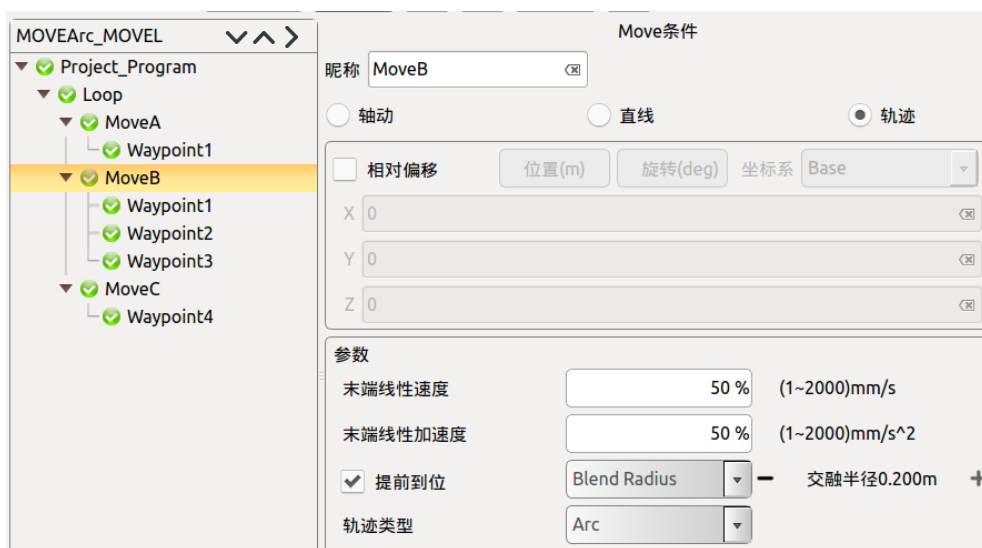 MOVEArc_MOVEL
Project_Program
Loop
MoveA
Waypoint1
MoveB
Waypoint1
Waypoint2
Waypoint3
MoveC
Waypoint4
Move条件
昵称 MoveB
轴动 直线 轨迹
相对偏移 位置(m) 旋转(deg) 坐标系 Base
X 0
Y 0
Z 0
参数
末端线性速度 50 % (1~2000)mm/s
末端线性加速度 50 % (1~2000)mm/s^2
提前到位 Blend Radius 交融半径0.200m
轨迹类型 Arc